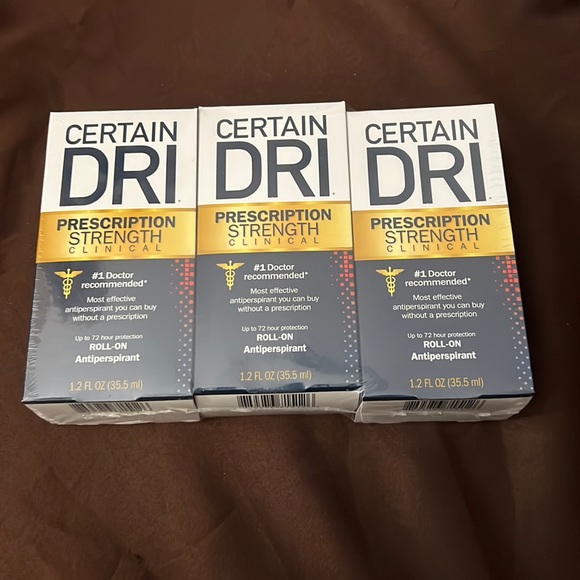 CERTAIN
DRI
PRESCRIPTION
STRENGTH
CLINICAL
#1 Doctor
recommended*
Most effective
antiperspirant you can buy
without a prescription
Up to 72 hour protection
ROLL-ON
Antiperspirant
1.2 FL OZ (35.5 ml)
CERTAIN
DRI
PRESCRIPTION
STRENGTH
CLINICAL
#1 Doctor
recommended*
Most effective
antiperspirant you can buy
without a prescription
Up to 72 hour protection
ROLL-ON
Antiperspirant
1.2 FL OZ (35.5 ml)
CERTAIN
DRI
PRESCRIPTION
STRENGTH
CLINICAL
#1 Doctor
recommended*
Most effective
antiperspirant you can buy
without a prescription
Up to 72 hour protection
ROLL-ON
Antiperspirant
1.2 FL OZ (35.5 ml)